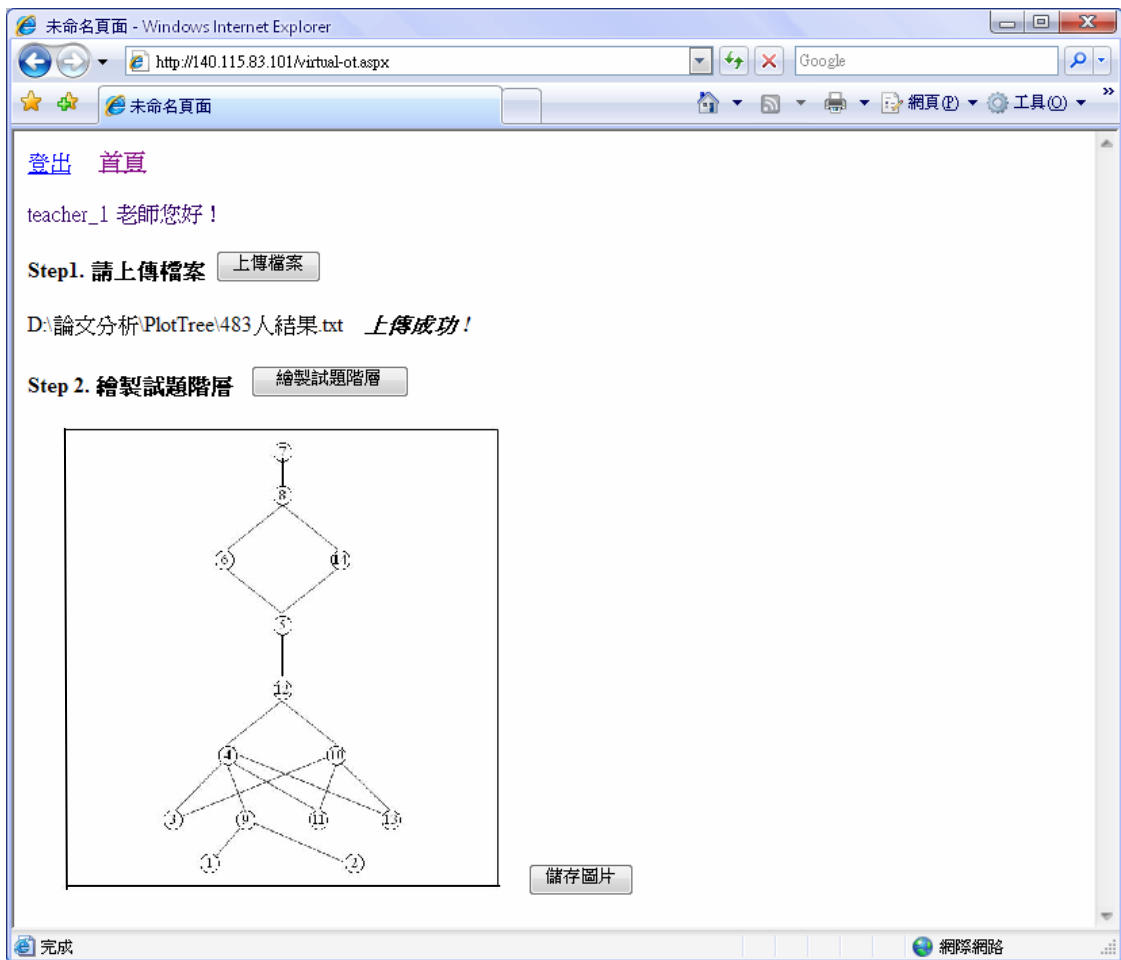 未命名頁面 - Windows Internet Explorer
http://140.115.83.101/virtual-ot.aspx
Google
未命名頁面
網頁(P) 工具(O) »
登出 首頁
teacher_1 老師您好！
Step1. 請上傳檔案 上傳檔案
D:\論文分析\PlotTree\483人結果.txt 上傳成功！
Step 2. 繪製試題階層 繪製試題階層
7
8
6
5
12
4 10
3 9 11 13
1 2
儲存圖片
完成 網際網路